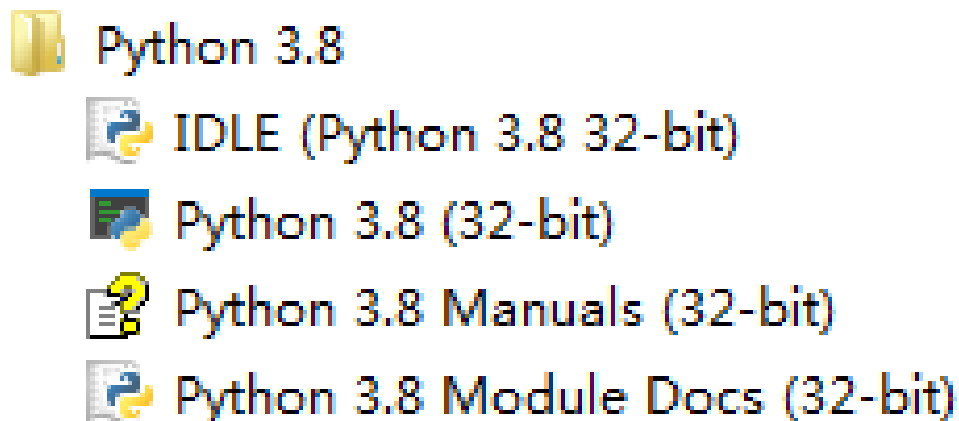 Python 3.8
IDLE (Python 3.8 32-bit)
Python 3.8 (32-bit)
Python 3.8 Manuals (32-bit)
Python 3.8 Module Docs (32-bit)